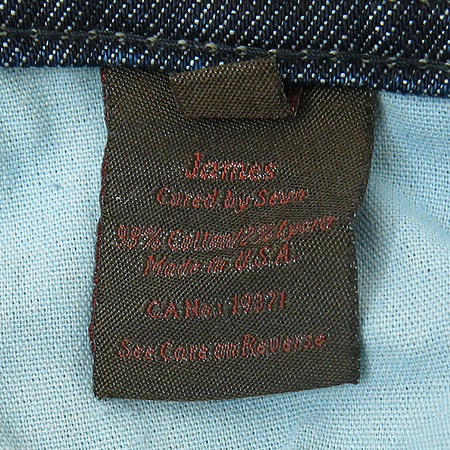 James
Cured by Seun
98% Cotton/2% Lycra
Made in U.S.A.
CA No.: 19371
See Care on Reverse